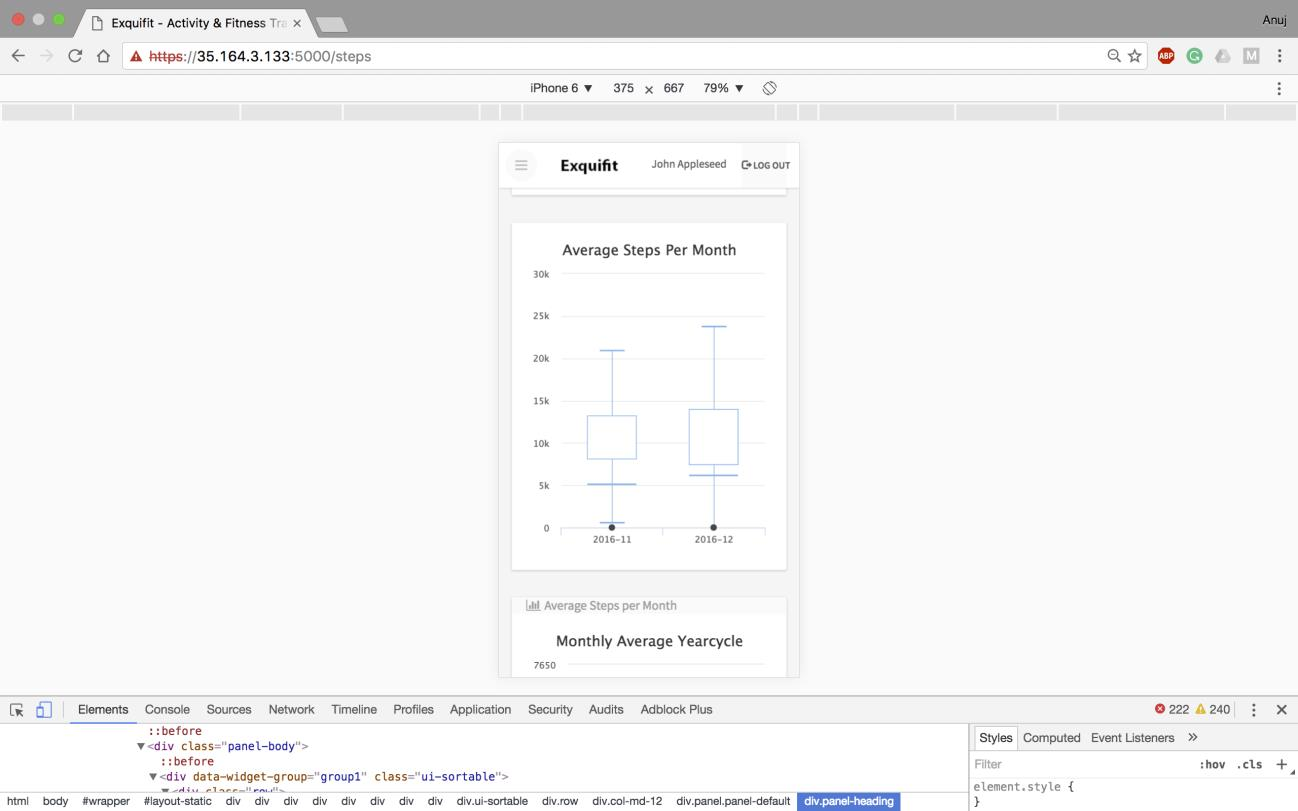 Exquifit - Activity & Fitness Tra
Anuj
https://35.164.3.133:5000/steps
ABP
G
M
iPhone 6 ▼ 375 × 667 79% ▼
Exquifit John Appleseed LOG OUT
Average Steps Per Month
30k
25k
20k
15k
10k
5k
0
2016-11 2016-12
Average Steps per Month
Monthly Average Yearcycle
7650
Elements Console Sources Network Timeline Profiles Application Security Audits Adblock Plus 222 240
::before
▼<div class="panel-body">
::before
▼<div data-widget-group="group1" class="ui-sortable">
Styles Computed Event Listeners »
Filter :hov .cls +
element.style {
}
html body #wrapper #layout-static div div div div div div div div div.ui-sortable div.row div.col-md-12 div.panel.panel-default div.panel-heading